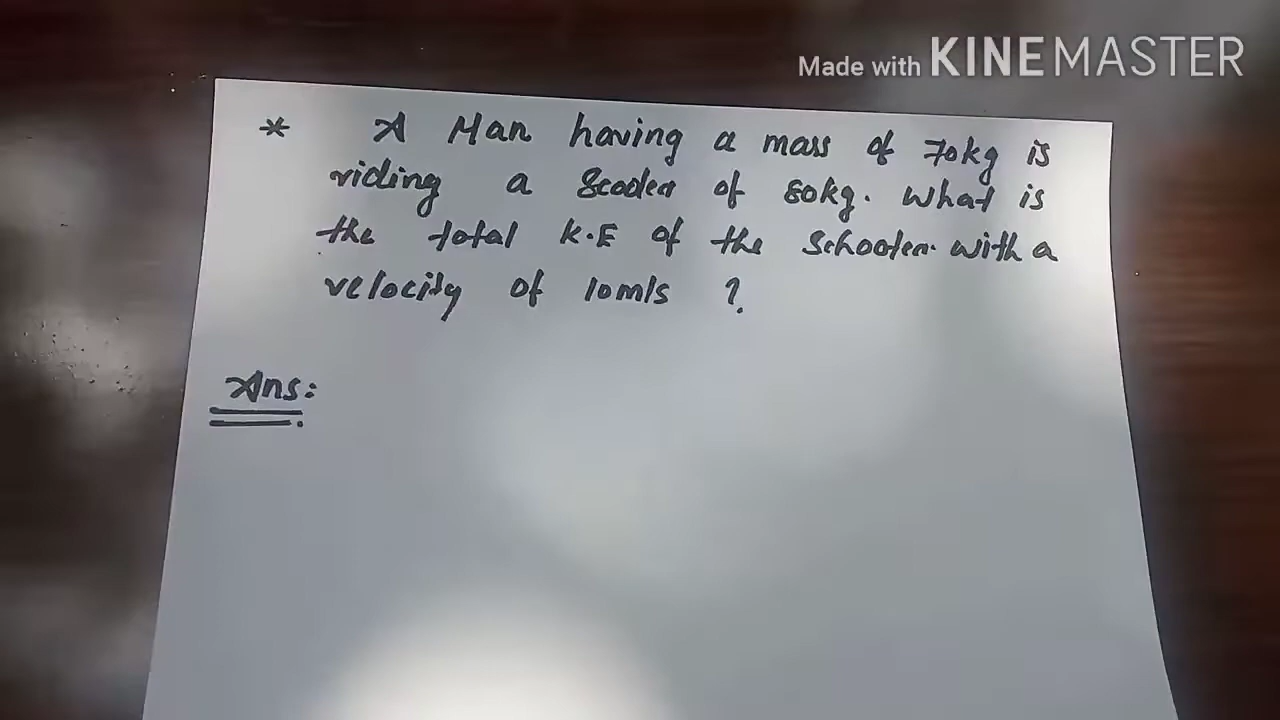 Made with KINEMASTER
* A Man having a mass of 70kg is
riding a Scooter of 80kg. What is
the total K.E of the Schooter with a
velocity of 10m/s ?
Ans: